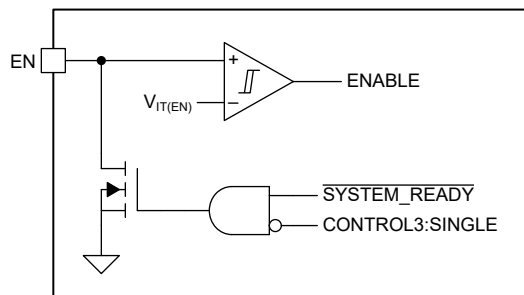 EN
+
ENABLE
V_IT(EN)
−
SYSTEM_READY
CONTROL3:SINGLE